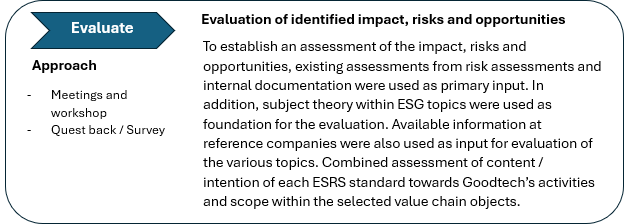 Evaluate
Approach
- Meetings and
workshop
- Quest back / Survey
Evaluation of identified impact, risks and opportunities
To establish an assessment of the impact, risks and
opportunities, existing assessments from risk assessments and
internal documentation were used as primary input. In
addition, subject theory within ESG topics were used as
foundation for the evaluation. Available information at
reference companies were also used as input for evaluation of
the various topics. Combined assessment of content /
intention of each ESRS standard towards Goodtech's activities
and scope within the selected value chain objects.